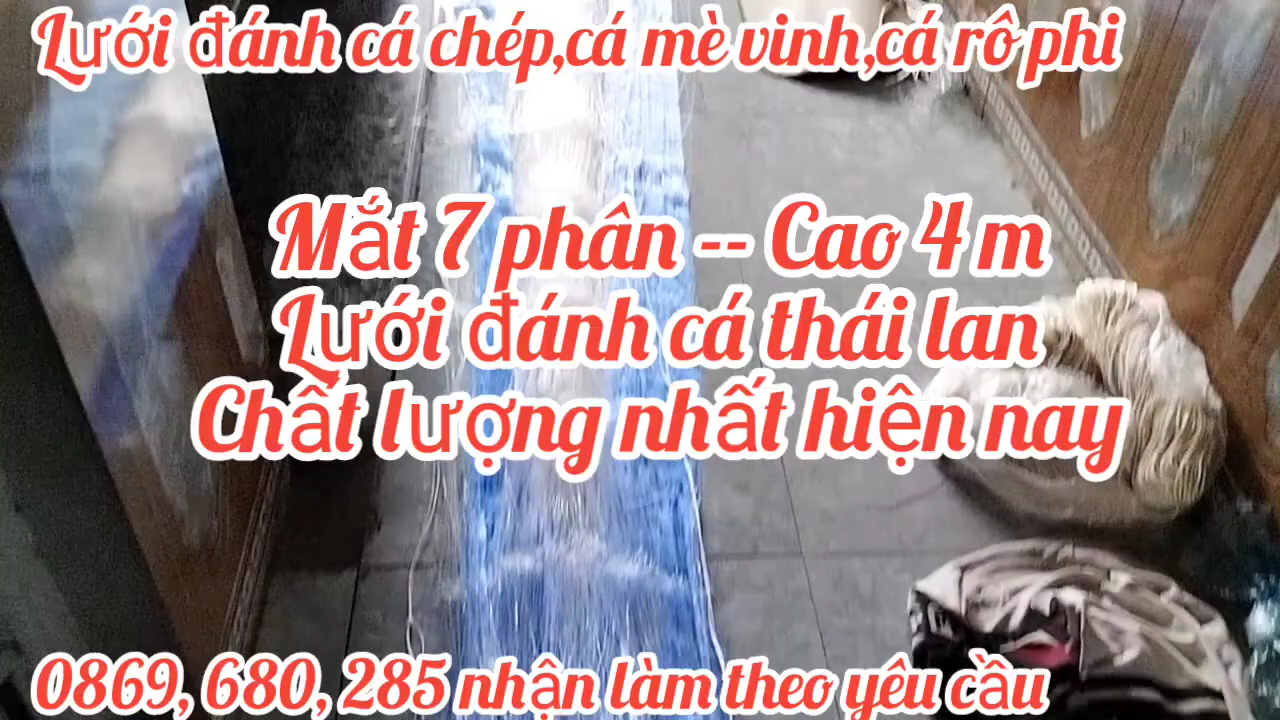 Lưới đánh cá chép,cá mè vinh,cá rô phi
Mắt 7 phân -- Cao 4 m
Lưới đánh cá thái lan
Chất lượng nhất hiện nay
0869, 680, 285 nhận làm theo yêu cầu